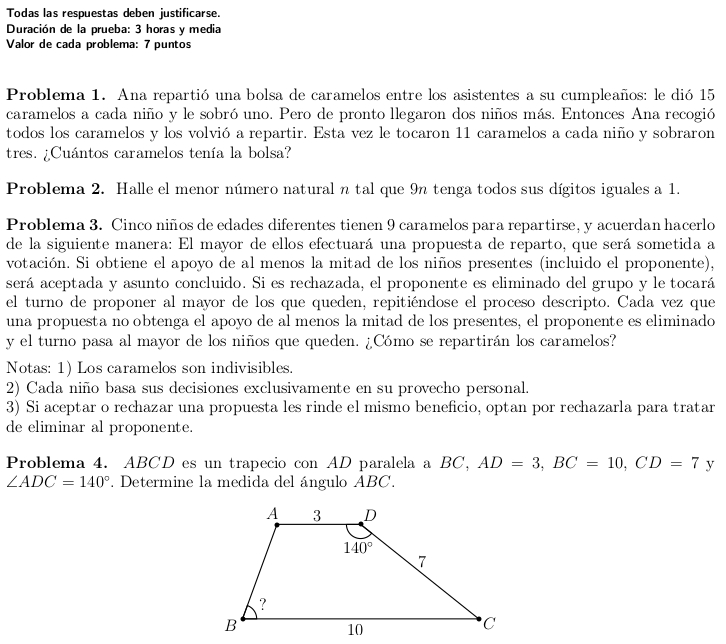 Todas las respuestas deben justificarse.
Duración de la prueba: 3 horas y media
Valor de cada problema: 7 puntos
Problema 1. Ana repartió una bolsa de caramelos entre los asistentes a su cumpleaños: le dió 15
caramelos a cada niño y le sobró uno. Pero de pronto llegaron dos niños más. Entonces Ana recogió
todos los caramelos y los volvió a repartir. Esta vez le tocaron 11 caramelos a cada niño y sobraron
tres. ¿Cuántos caramelos tenía la bolsa?
Problema 2. Halle el menor número natural n tal que 9n tenga todos sus dígitos iguales a 1.
Problema 3. Cinco niños de edades diferentes tienen 9 caramelos para repartirse, y acuerdan hacerlo
de la siguiente manera: El mayor de ellos efectuará una propuesta de reparto, que será sometida a
votación. Si obtiene el apoyo de al menos la mitad de los niños presentes (incluido el proponente),
será aceptada y asunto concluido. Si es rechazada, el proponente es eliminado del grupo y le tocará
el turno de proponer al mayor de los que queden, repitiéndose el proceso descripto. Cada vez que
una propuesta no obtenga el apoyo de al menos la mitad de los presentes, el proponente es eliminado
y el turno pasa al mayor de los niños que queden. ¿Cómo se repartirán los caramelos?
Notas: 1) Los caramelos son indivisibles.
2) Cada niño basa sus decisiones exclusivamente en su provecho personal.
3) Si aceptar o rechazar una propuesta les rinde el mismo beneficio, optan por rechazarla para tratar
de eliminar al proponente.
Problema 4. ABCD es un trapecio con AD paralela a BC, AD = 3, BC = 10, CD = 7 y
∠ADC = 140°. Determine la medida del ángulo ABC.
A 3 D
140°
7
?
B 10 C